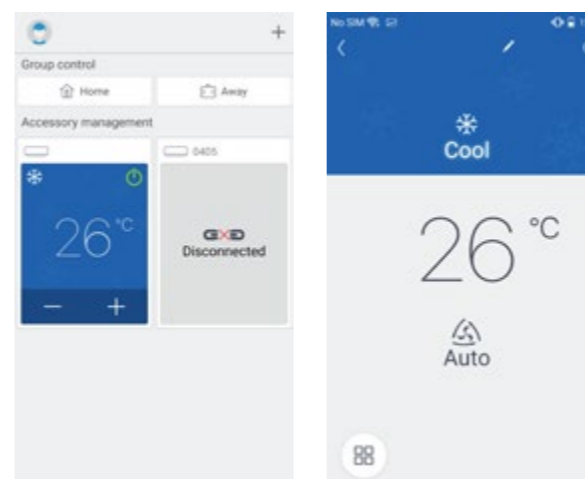 Group control
Home
Away
Accessory management
0405
26 °C
Disconnected
− +
No SIM
Cool
26 °C
Auto